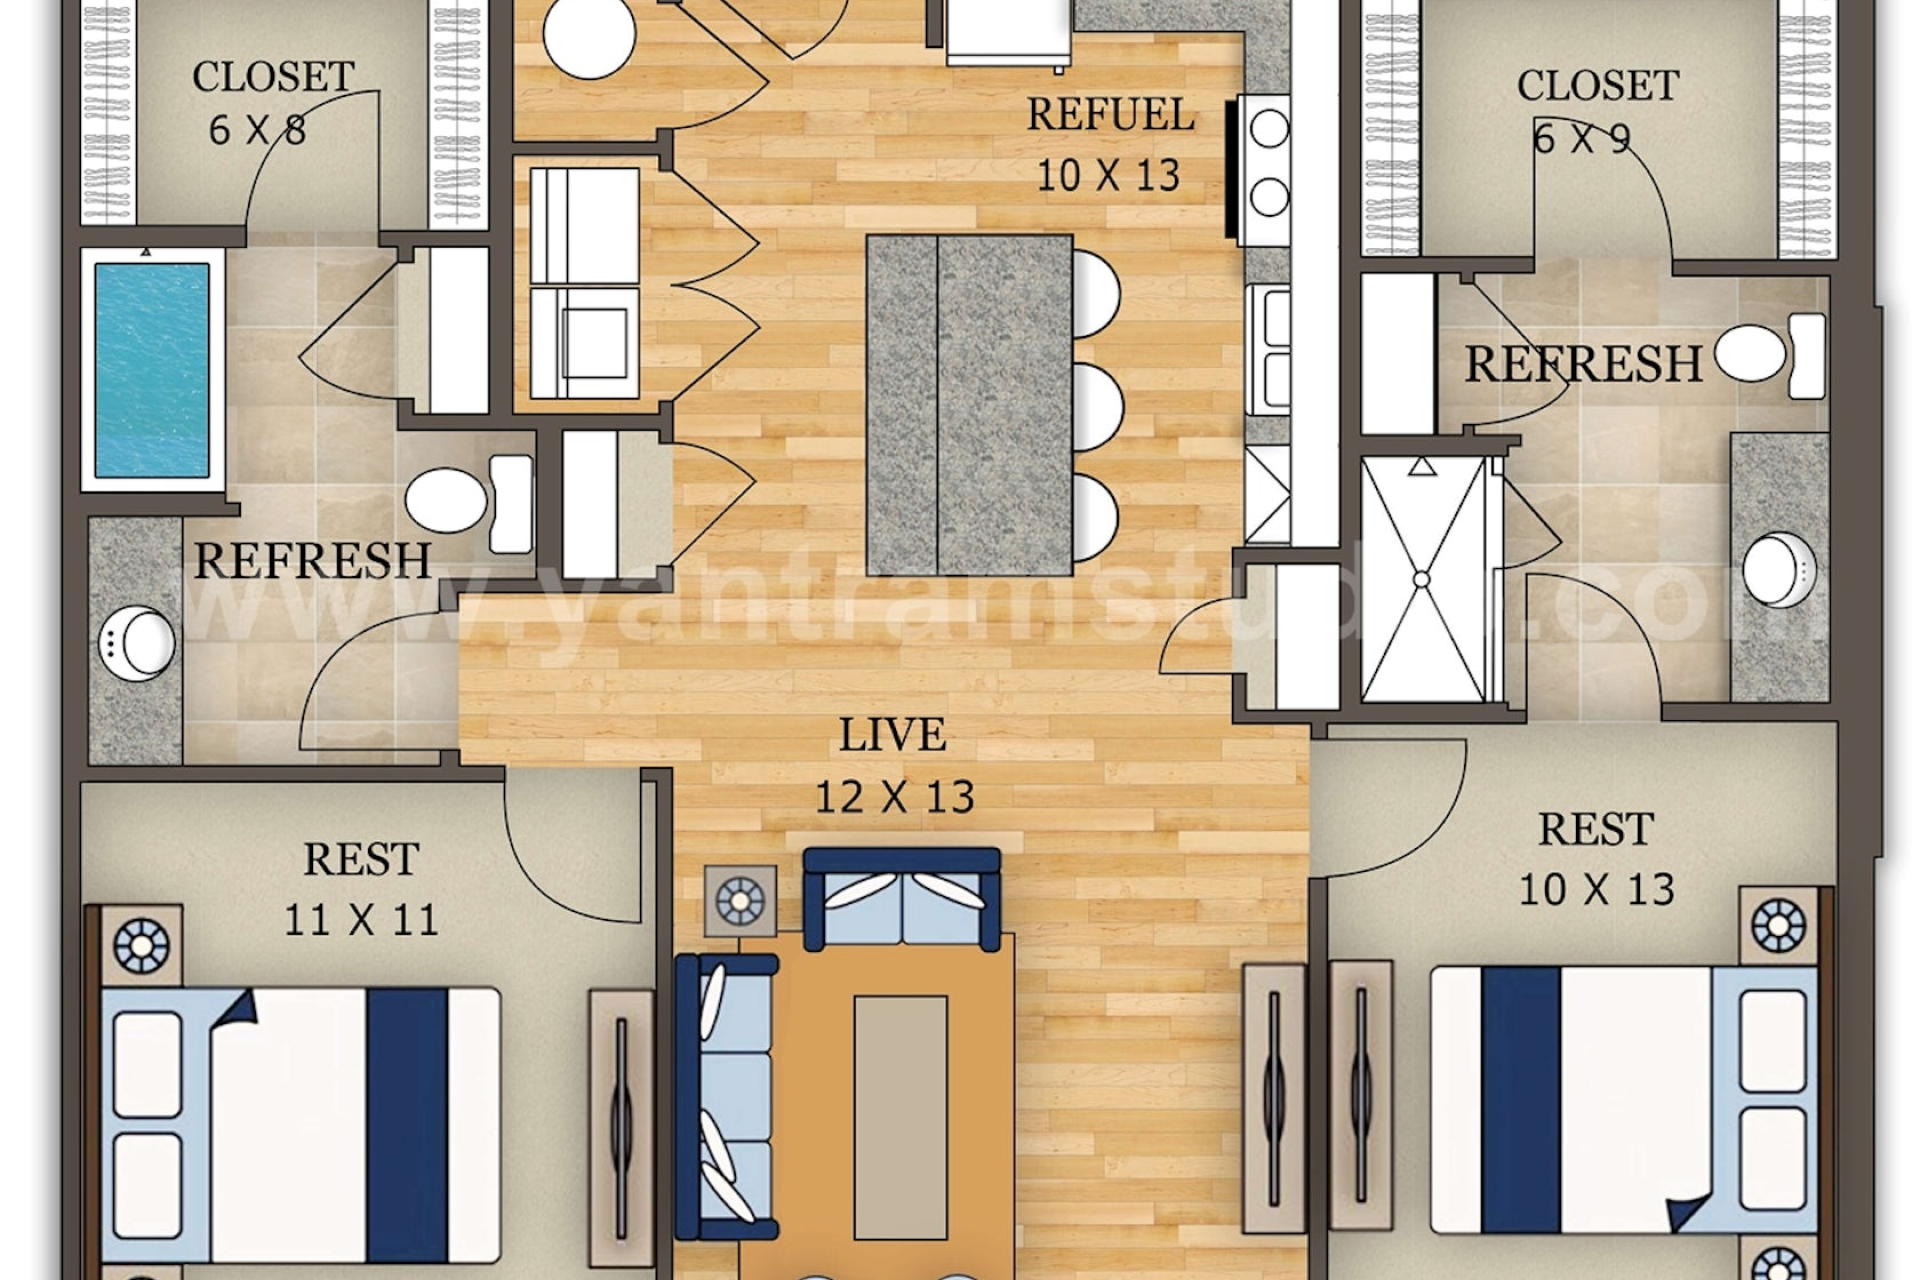 CLOSET
6 X 8
REFUEL
10 X 13
CLOSET
6 X 9
REFRESH
REFRESH
www.yantramstudio.com
LIVE
12 X 13
REST
11 X 11
REST
10 X 13